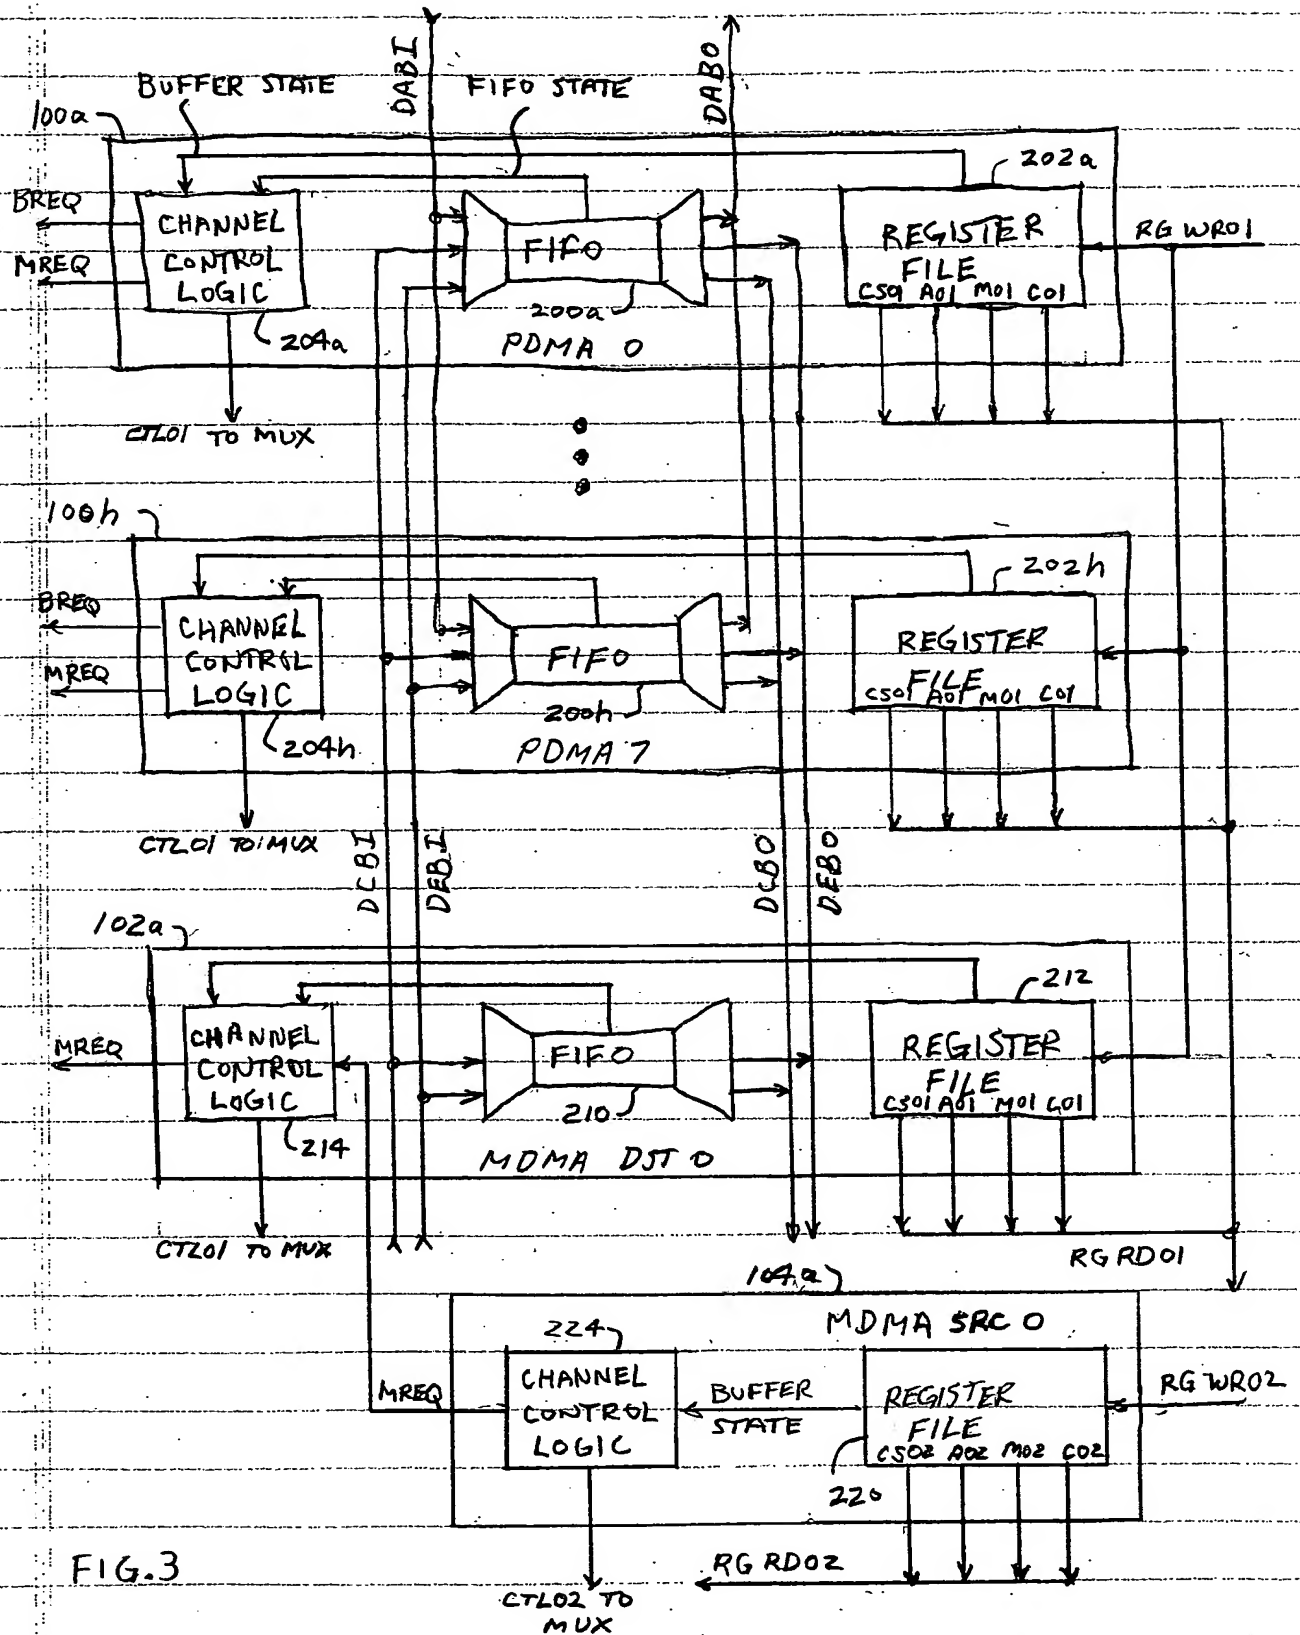 DABI
DABO
BUFFER STATE
FIFO STATE
100a
202a
BREQ
MREQ
CHANNEL
CONTROL
LOGIC
FIFO
REGISTER
FILE
CS01 A01 M01 C01
RG WR01
200a
204a
PDMA 0
CTL01 TO MUX
100h
202h
BREQ
MREQ
CHANNEL
CONTROL
LOGIC
FIFO
REGISTER
FILE
CS01 A01 M01 C01
200h
204h
PDMA 7
CTL01 TO MUX
DCBI
DEBI
DCBO
DEBO
102a
212
MREQ
CHANNEL
CONTROL
LOGIC
FIFO
REGISTER
FILE
CS01 A01 M01 C01
210
214
MDMA DST 0
CTL01 TO MUX
RG RD01
104a
MDMA SRC 0
224
MREQ
CHANNEL
CONTROL
LOGIC
BUFFER
STATE
REGISTER
FILE
CS02 A02 M02 C02
RG WR02
220
RG RD02
FIG.3
CTL02 TO
MUX